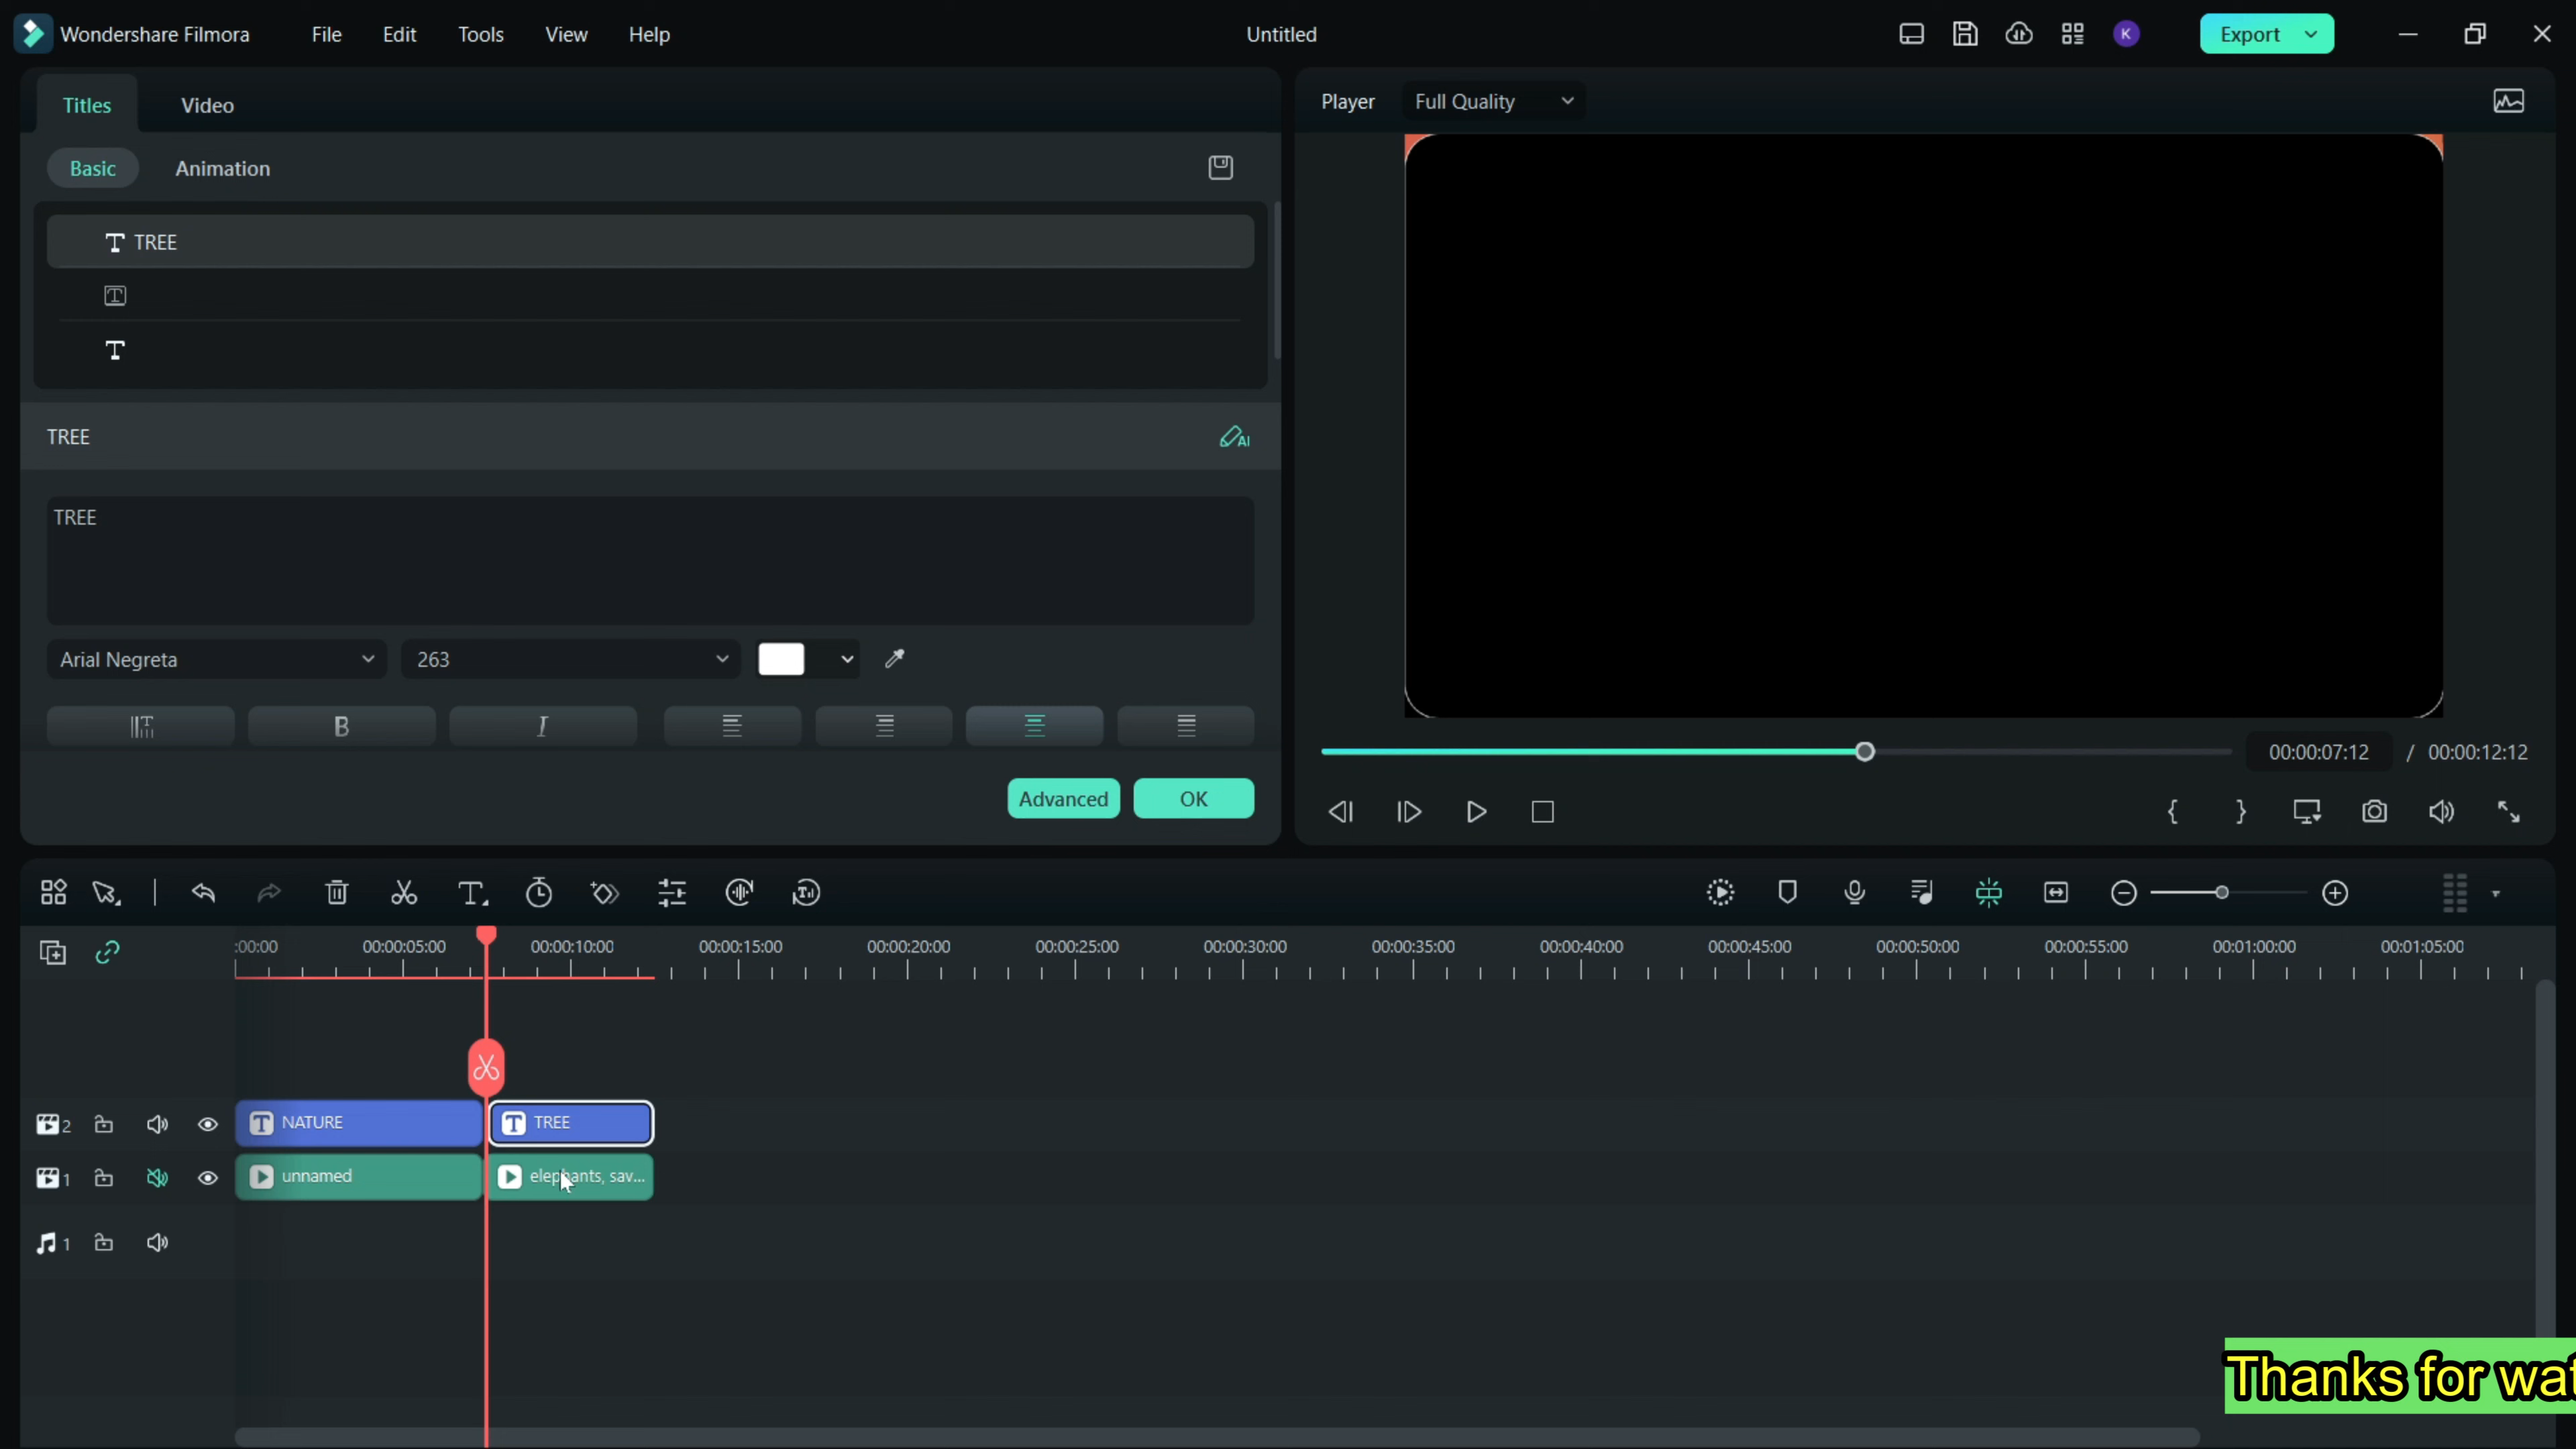 Wondershare Filmora File Edit Tools View Help Untitled K Export
Titles Video
Player Full Quality
Basic Animation
TREE
TREE
AI
TREE
Arial Negreta 263
B I
Advanced OK
00:00:07:12 / 00:00:12:12
:00:00 00:00:05:00 00:00:10:00 00:00:15:00 00:00:20:00 00:00:25:00 00:00:30:00 00:00:35:00 00:00:40:00 00:00:45:00 00:00:50:00 00:00:55:00 00:01:00:00 00:01:05:00
2 NATURE TREE
1 unnamed elephants, sav...
1
Thanks for wat